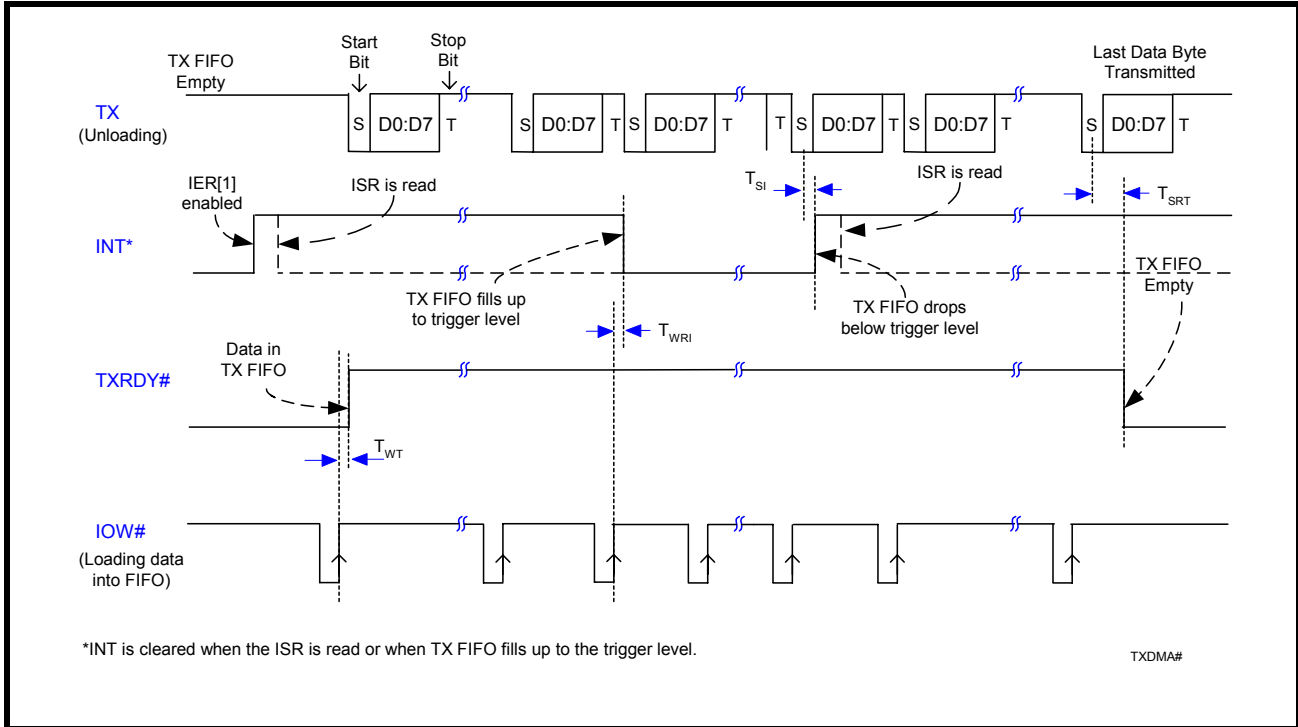 Start
Bit
Stop
Bit
TX FIFO
Empty
Last Data Byte
Transmitted
TX
(Unloading)
S D0:D7 T S D0:D7 T S D0:D7 T T S D0:D7 T S D0:D7 T S D0:D7 T
IER[1]
enabled
ISR is read
TSI
ISR is read
TSRT
INT*
TX FIFO fills up
to trigger level
TX FIFO drops
below trigger level
TX FIFO
Empty
TWRI
Data in
TX FIFO
TXRDY#
TWT
IOW#
(Loading data
into FIFO)
*INT is cleared when the ISR is read or when TX FIFO fills up to the trigger level.
TXDMA#